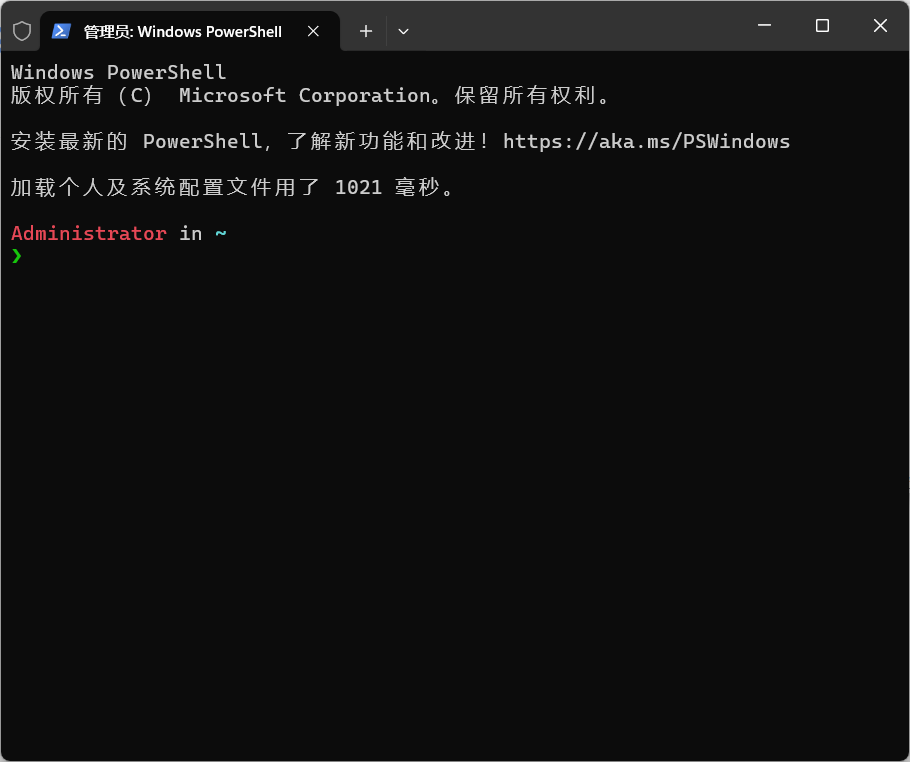 管理员: Windows PowerShell
Windows PowerShell
版权所有（C） Microsoft Corporation。保留所有权利。
安装最新的 PowerShell，了解新功能和改进！https://aka.ms/PSWindows
加载个人及系统配置文件用了 1021 毫秒。
Administrator in ~
❯